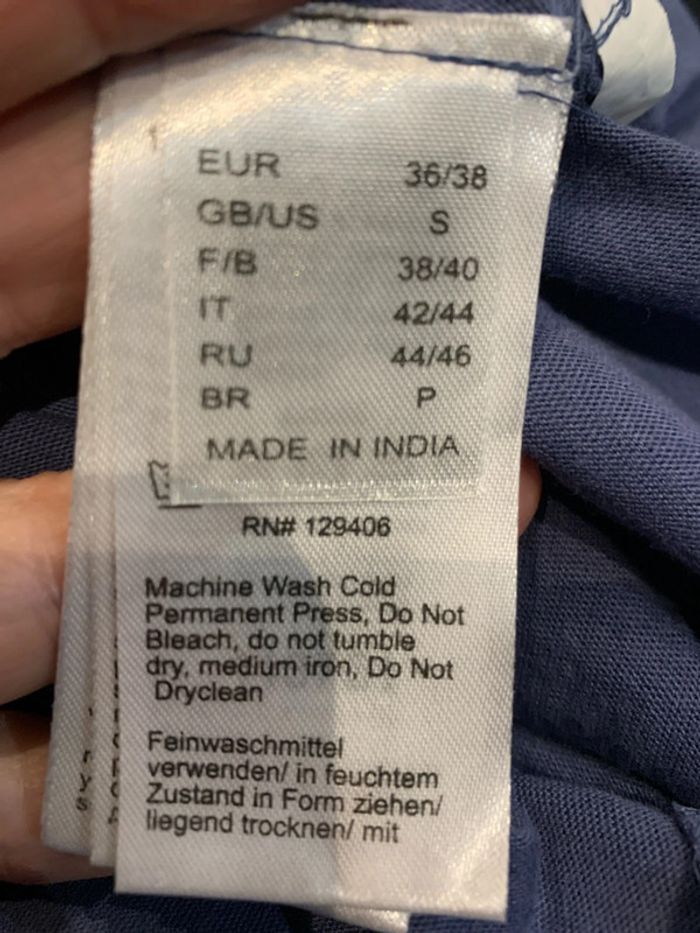 EUR 36/38
GB/US S
F/B 38/40
IT 42/44
RU 44/46
BR P
MADE IN INDIA
RN# 129406
Machine Wash Cold
Permanent Press, Do Not
Bleach, do not tumble
dry, medium iron, Do Not
Dryclean
Feinwaschmittel
verwenden/ in feuchtem
Zustand in Form ziehen/
liegend trocknen/ mit